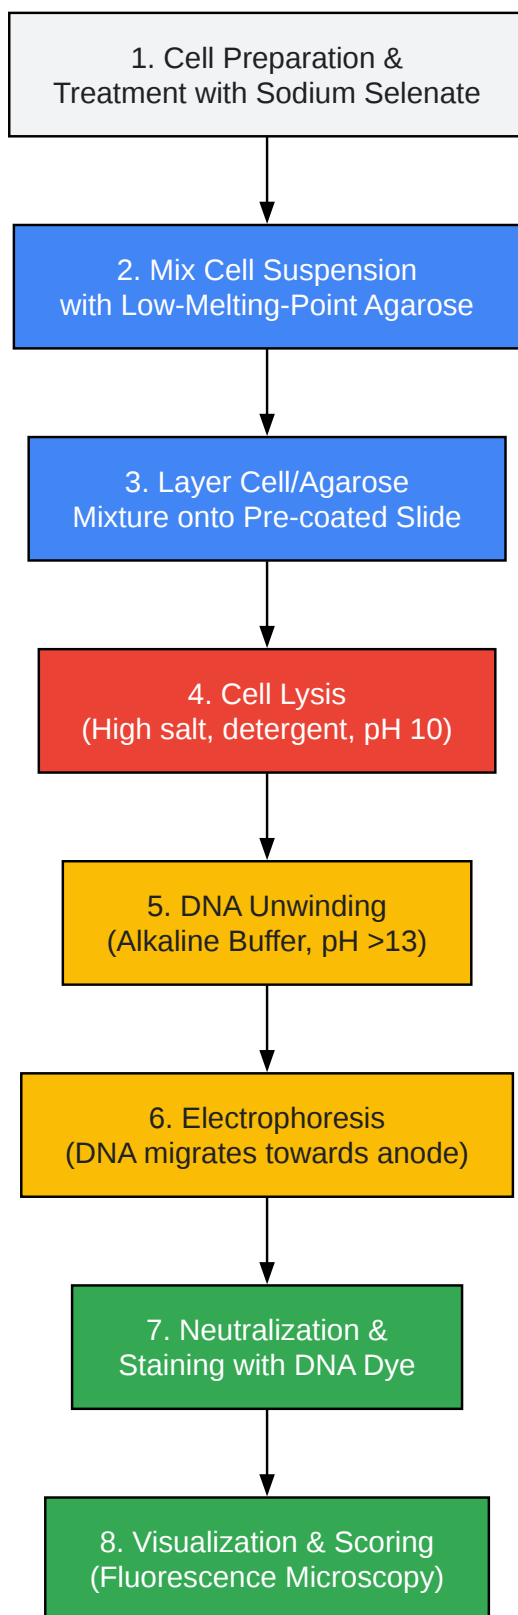 1. Cell Preparation &
Treatment with Sodium Selenate
2. Mix Cell Suspension
with Low-Melting-Point Agarose
3. Layer Cell/Agarose
Mixture onto Pre-coated Slide
4. Cell Lysis
(High salt, detergent, pH 10)
5. DNA Unwinding
(Alkaline Buffer, pH >13)
6. Electrophoresis
(DNA migrates towards anode)
7. Neutralization &
Staining with DNA Dye
8. Visualization & Scoring
(Fluorescence Microscopy)